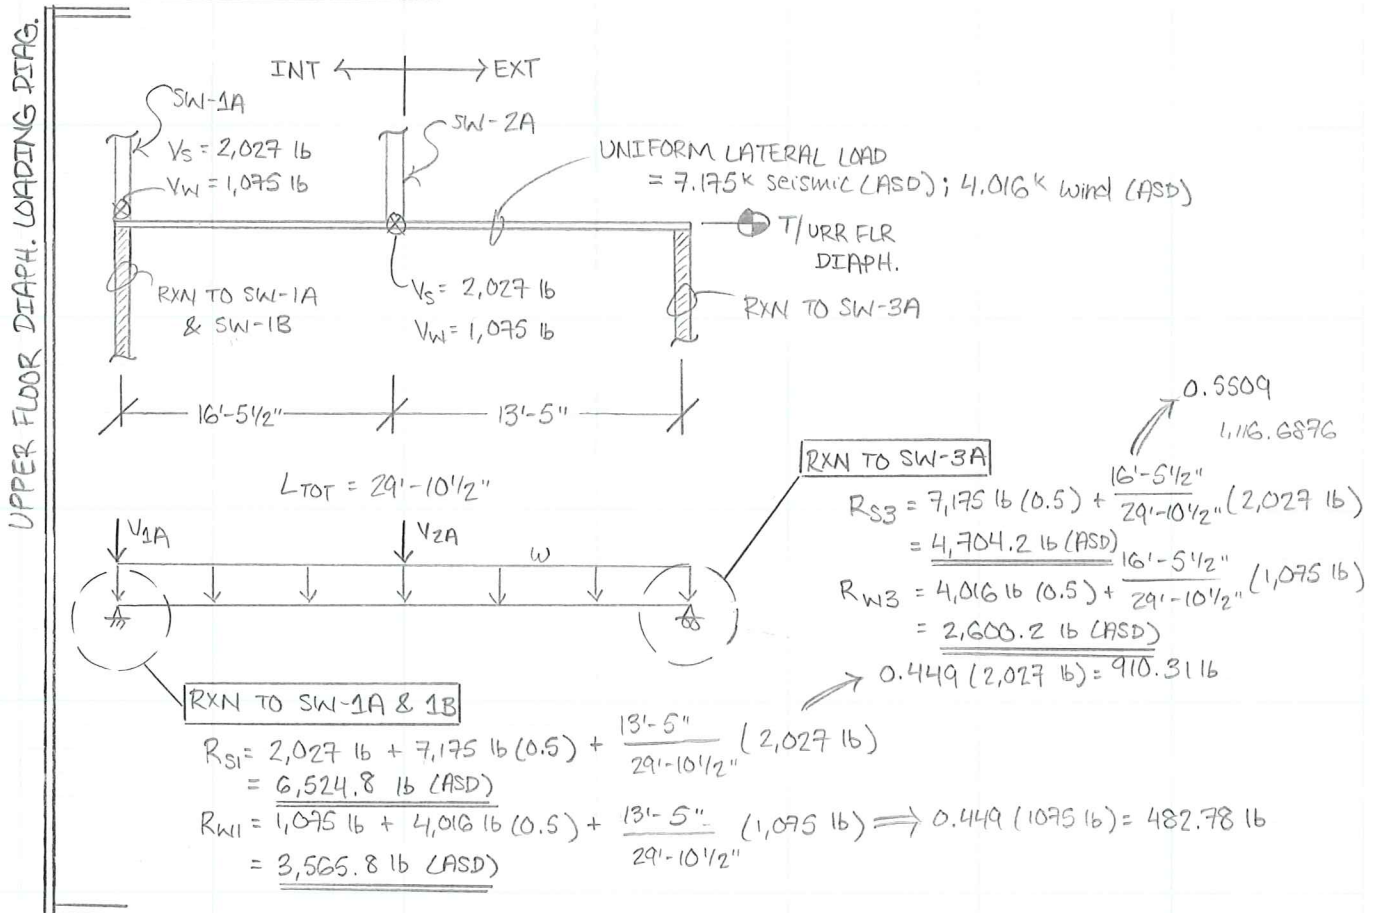 UPPER FLOOR DIAPH. LOADING DIAG.
INT EXT
SW-1A
Vs = 2,027 lb
Vw = 1,075 lb
SW-2A
UNIFORM LATERAL LOAD
= 7.175k seismic (ASD); 4.016k wind (ASD)
T/URR FLR
DIAPH.
RXN TO SW-1A
& SW-1B
Vs = 2,027 lb
Vw = 1,075 lb
RXN TO SW-3A
16'-5½" 13'-5"
LTOT = 29'-10½"
V1A
V2A
w
0.5509
1,116.6876
RXN TO SW-3A
RS3 = 7,175 lb (0.5) + 16'-5½" / 29'-10½" (2,027 lb)
= 4,704.2 lb (ASD)
RW3 = 4,016 lb (0.5) + 16'-5½" / 29'-10½" (1,075 lb)
= 2,600.2 lb (ASD)
0.449 (2,027 lb) = 910.31 lb
RXN TO SW-1A & 1B
RS1 = 2,027 lb + 7,175 lb (0.5) + 13'-5" / 29'-10½" (2,027 lb)
= 6,524.8 lb (ASD)
RW1 = 1,075 lb + 4,016 lb (0.5) + 13'-5" / 29'-10½" (1,075 lb) ⇒ 0.449 (1075 lb) = 482.78 lb
= 3,565.8 lb (ASD)